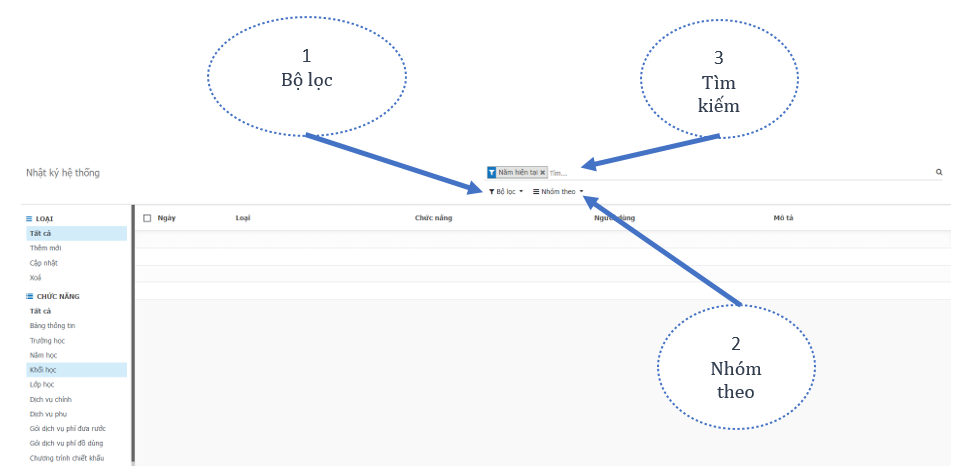 1
Bộ lọc
3
Tìm
kiếm
Nhật ký hệ thống
Năm hiện tại × Tìm...
Bộ lọc Nhóm theo
LOẠI
Tất cả
Thêm mới
Cập nhật
Xoá
CHỨC NĂNG
Tất cả
Bảng thông tin
Trường học
Năm học
Khối học
Lớp học
Dịch vụ chính
Dịch vụ phụ
Gói dịch vụ phí đưa rước
Gói dịch vụ phí đồ dùng
Chương trình chiết khấu
Ngày Loại Chức năng Người dùng Mô tả
2
Nhóm
theo